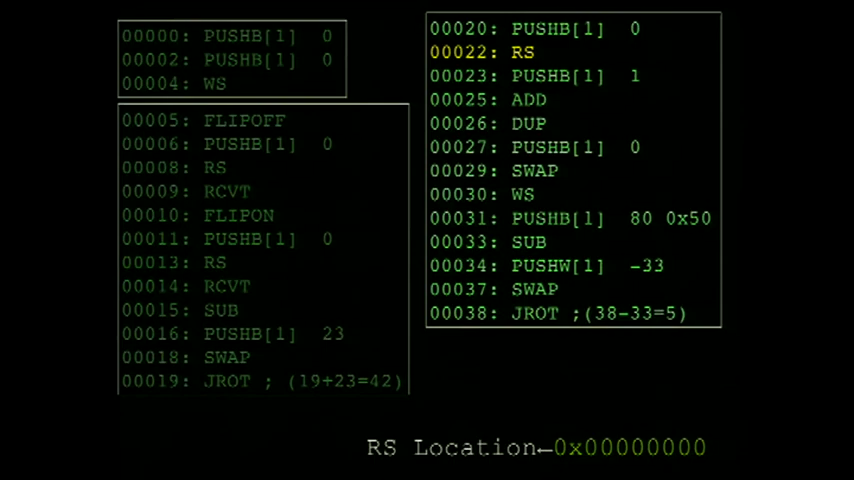 00000: PUSHB[1]  0
00002: PUSHB[1]  0
00004: WS
00005: FLIPOFF
00006: PUSHB[1]  0
00008: RS
00009: RCVT
00010: FLIPON
00011: PUSHB[1]  0
00013: RS
00014: RCVT
00015: SUB
00016: PUSHB[1]  23
00018: SWAP
00019: JROT ; (19+23=42)
00020: PUSHB[1]  0
00022: RS
00023: PUSHB[1]  1
00025: ADD
00026: DUP
00027: PUSHB[1]  0
00029: SWAP
00030: WS
00031: PUSHB[1]  80 0x50
00033: SUB
00034: PUSHW[1]  -33
00037: SWAP
00038: JROT ;(38-33=5)
RS Location←0x00000000